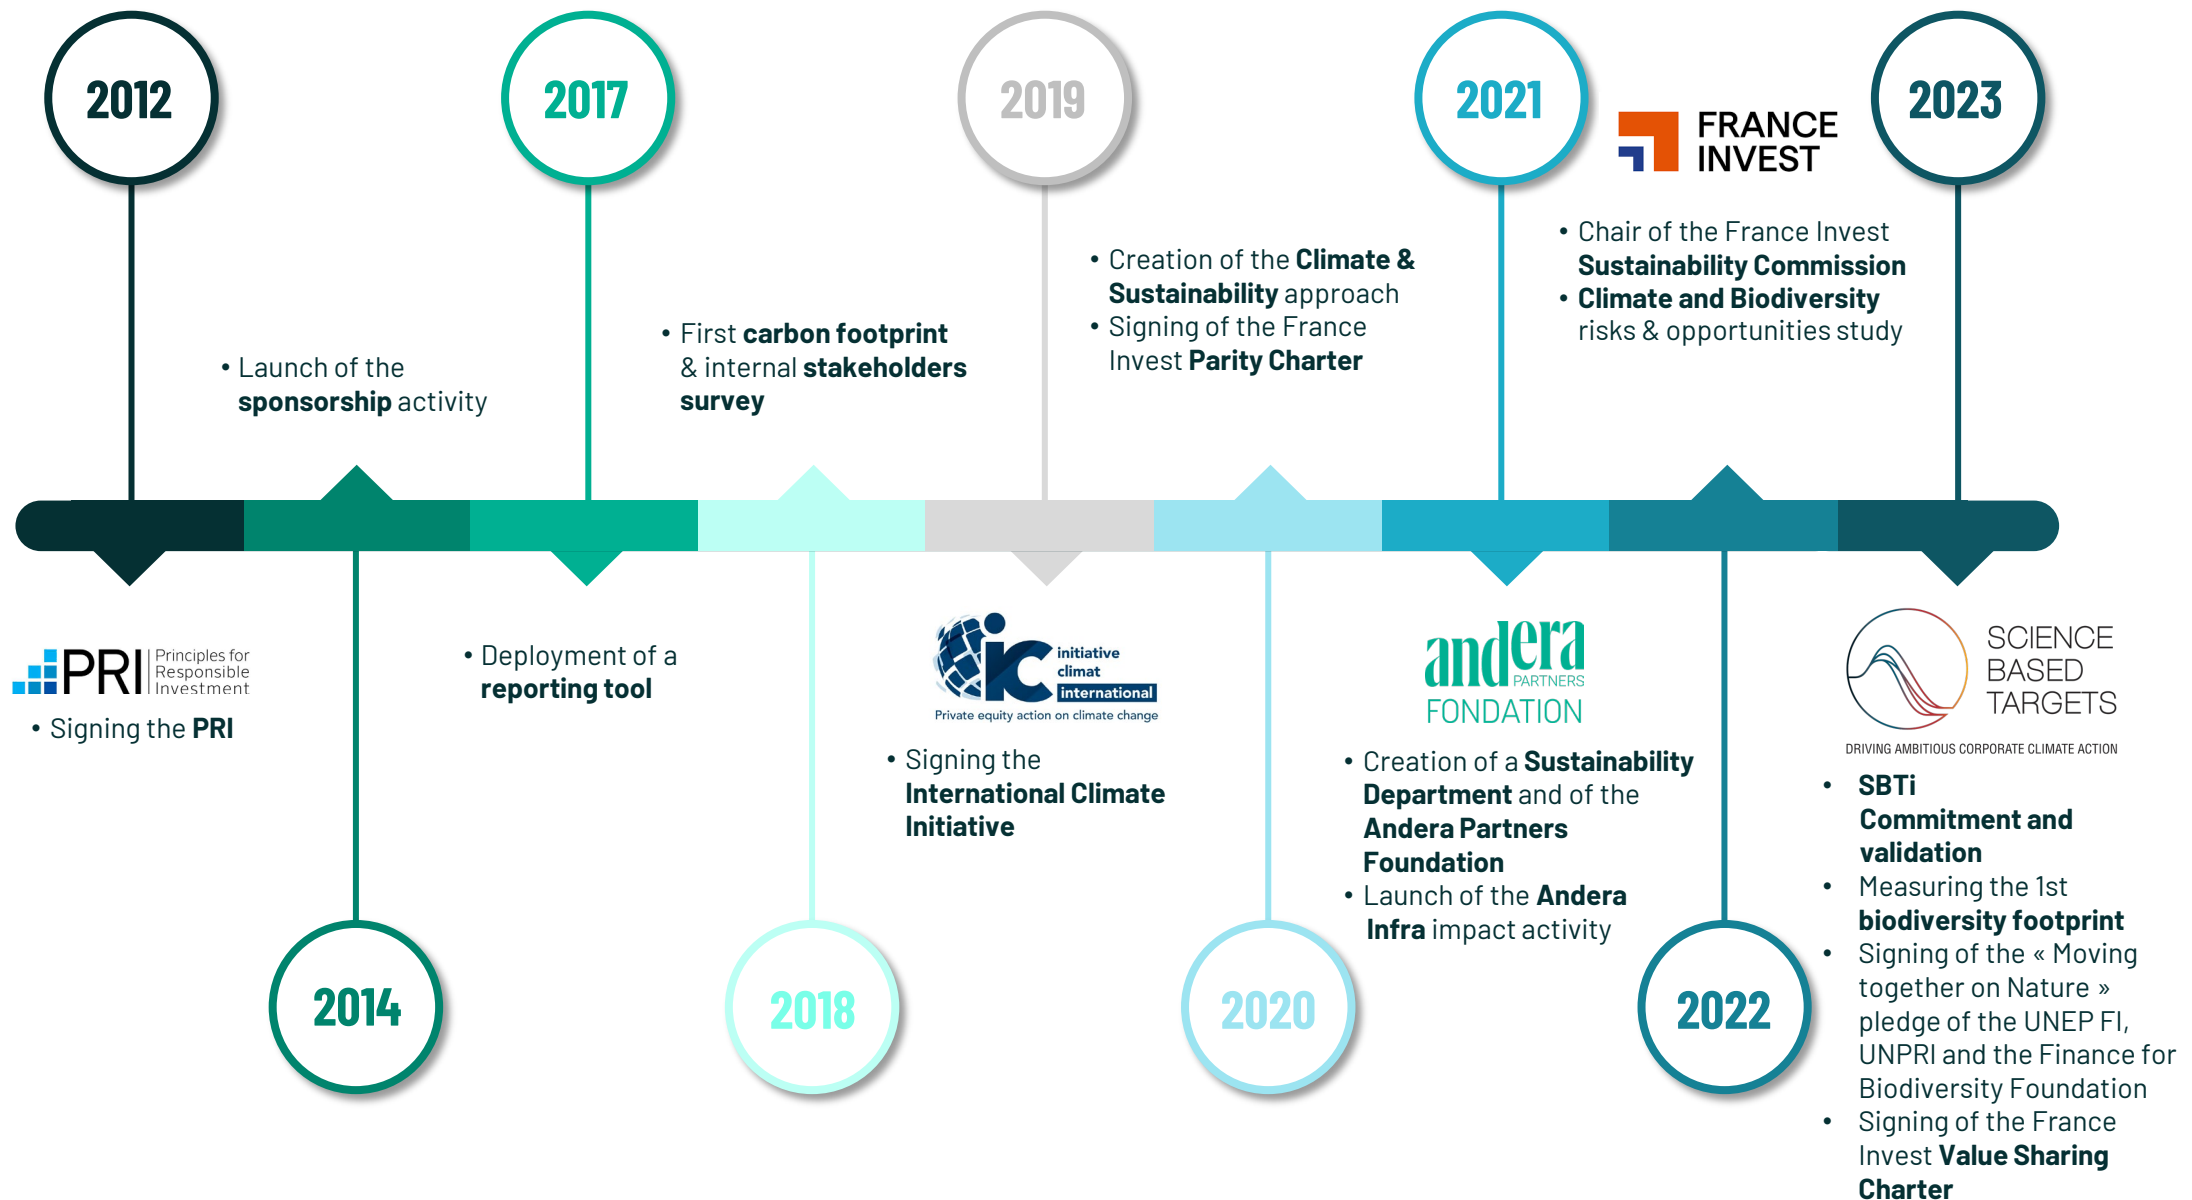 2012
2017
2019
2021
2023
FRANCE
INVEST
• Launch of the
sponsorship activity
• First carbon footprint
& internal stakeholders
survey
• Creation of the Climate &
Sustainability approach
• Signing of the France
Invest Parity Charter
• Chair of the France Invest
Sustainability Commission
• Climate and Biodiversity
risks & opportunities study
PRI Principles for
Responsible
Investment
• Signing the PRI
• Deployment of a
reporting tool
ic initiative
climat
international
Private equity action on climate change
• Signing the
International Climate
Initiative
andera
PARTNERS
FONDATION
• Creation of a Sustainability
Department and of the
Andera Partners
Foundation
• Launch of the Andera
Infra impact activity
SCIENCE
BASED
TARGETS
DRIVING AMBITIOUS CORPORATE CLIMATE ACTION
• SBTi
Commitment and
validation
• Measuring the 1st
biodiversity footprint
• Signing of the « Moving
together on Nature »
pledge of the UNEP FI,
UNPRI and the Finance for
Biodiversity Foundation
• Signing of the France
Invest Value Sharing
Charter
2014
2018
2020
2022